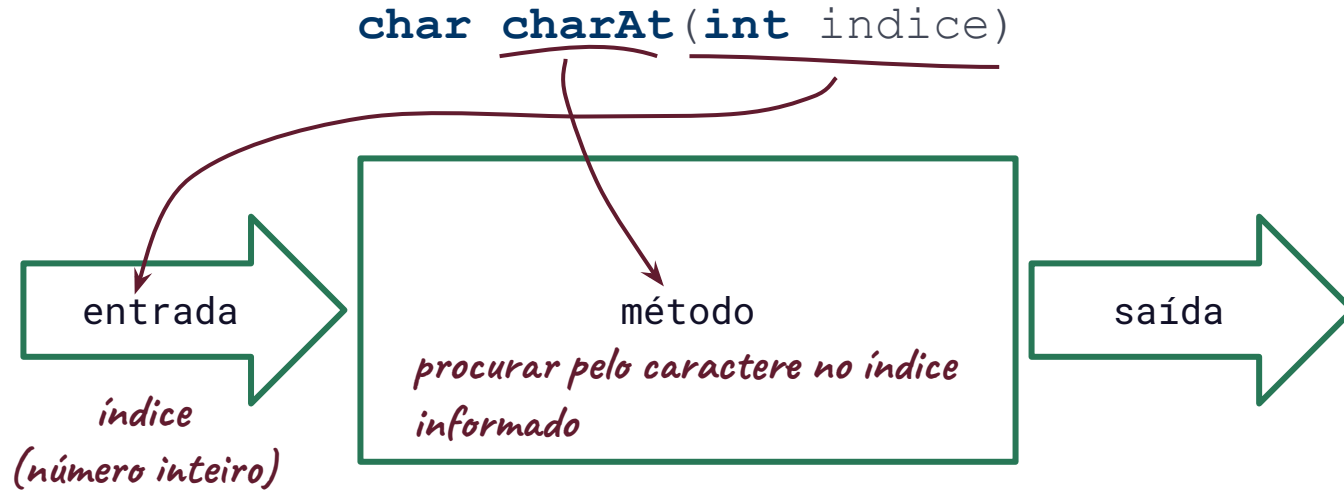 char charAt(int indice)
entrada
método
saída
procurar pelo caractere no índice
informado
índice
(número inteiro)